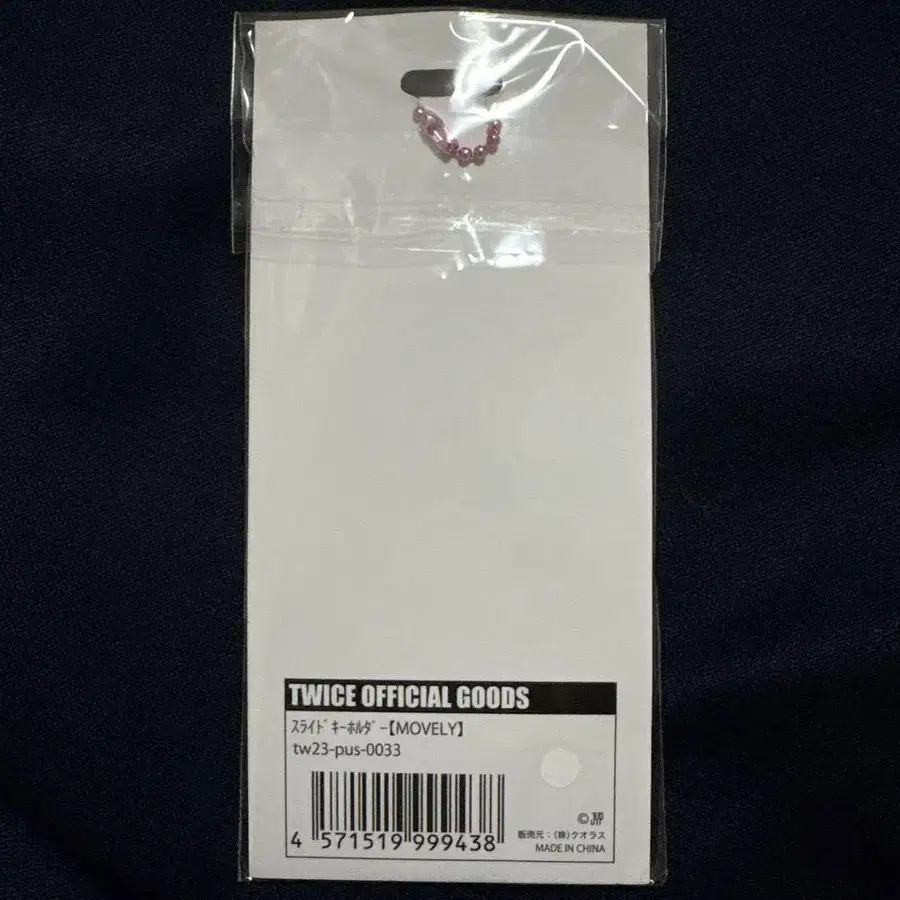 TWICE OFFICIAL GOODS
ｽﾗｲﾄﾞｷｰﾎﾙﾀﾞｰ【MOVELY】
tw23-pus-0033
4 571519 999438
© JYP
販売元：(株)クオラス
MADE IN CHINA